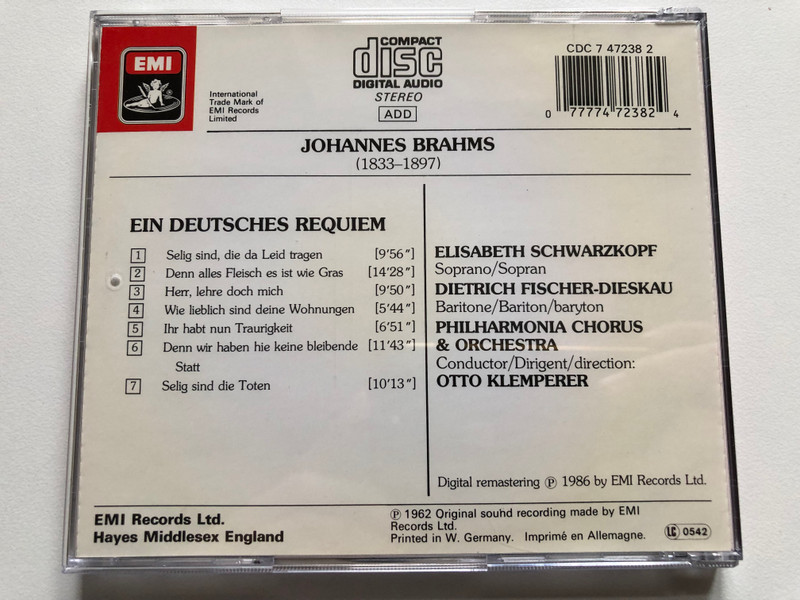 EMI
International
Trade Mark of
EMI Records
Limited
COMPACT
disc
DIGITAL AUDIO
STEREO
ADD
CDC 7 47238 2
0 77774 72382 4
JOHANNES BRAHMS
(1833–1897)
EIN DEUTSCHES REQUIEM
1 Selig sind, die da Leid tragen [9'56"]
2 Denn alles Fleisch es ist wie Gras [14'28"]
3 Herr, lehre doch mich [9'50"]
4 Wie lieblich sind deine Wohnungen [5'44"]
5 Ihr habt nun Traurigkeit [6'51"]
6 Denn wir haben hie keine bleibende [11'43"]
Statt
7 Selig sind die Toten [10'13"]
ELISABETH SCHWARZKOPF
Soprano/Sopran
DIETRICH FISCHER-DIESKAU
Baritone/Bariton/baryton
PHILHARMONIA CHORUS
& ORCHESTRA
Conductor/Dirigent/direction:
OTTO KLEMPERER
Digital remastering Ⓟ 1986 by EMI Records Ltd.
EMI Records Ltd.
Hayes Middlesex England
Ⓟ 1962 Original sound recording made by EMI
Records Ltd.
Printed in W. Germany. Imprimé en Allemagne.
LC 0542